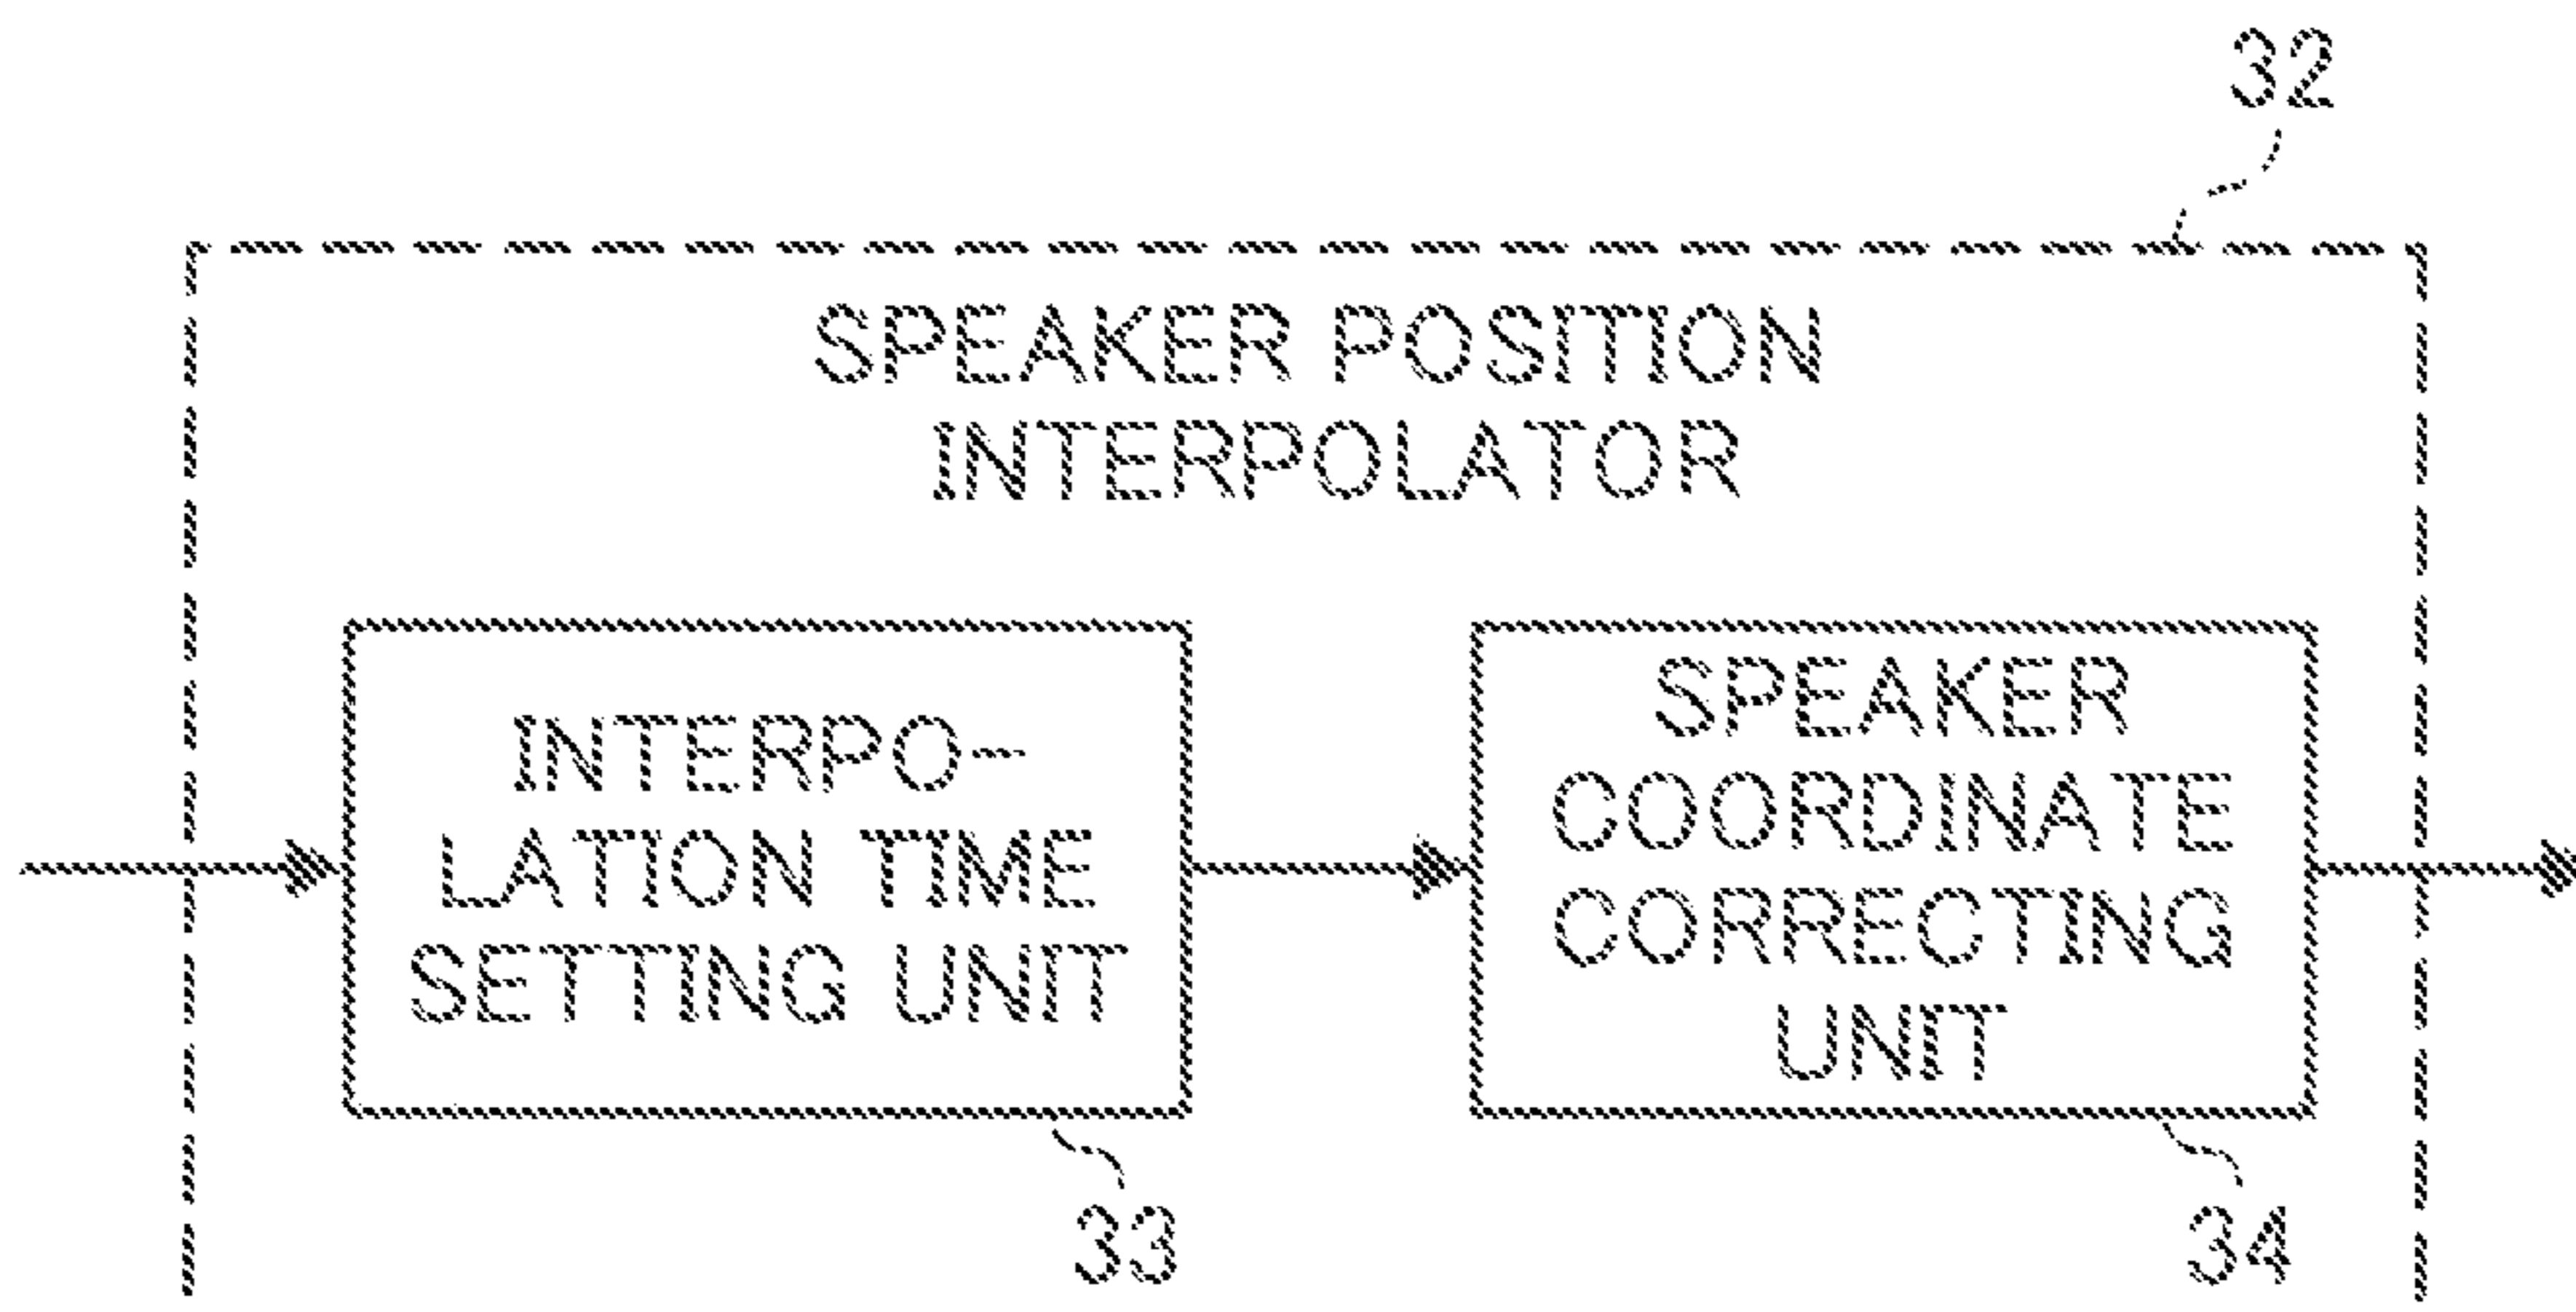 32
SPEAKER POSITION
INTERPOLATOR
INTERPO-
LATION TIME
SETTING UNIT
SPEAKER
COORDINATE
CORRECTING
UNIT
33
34